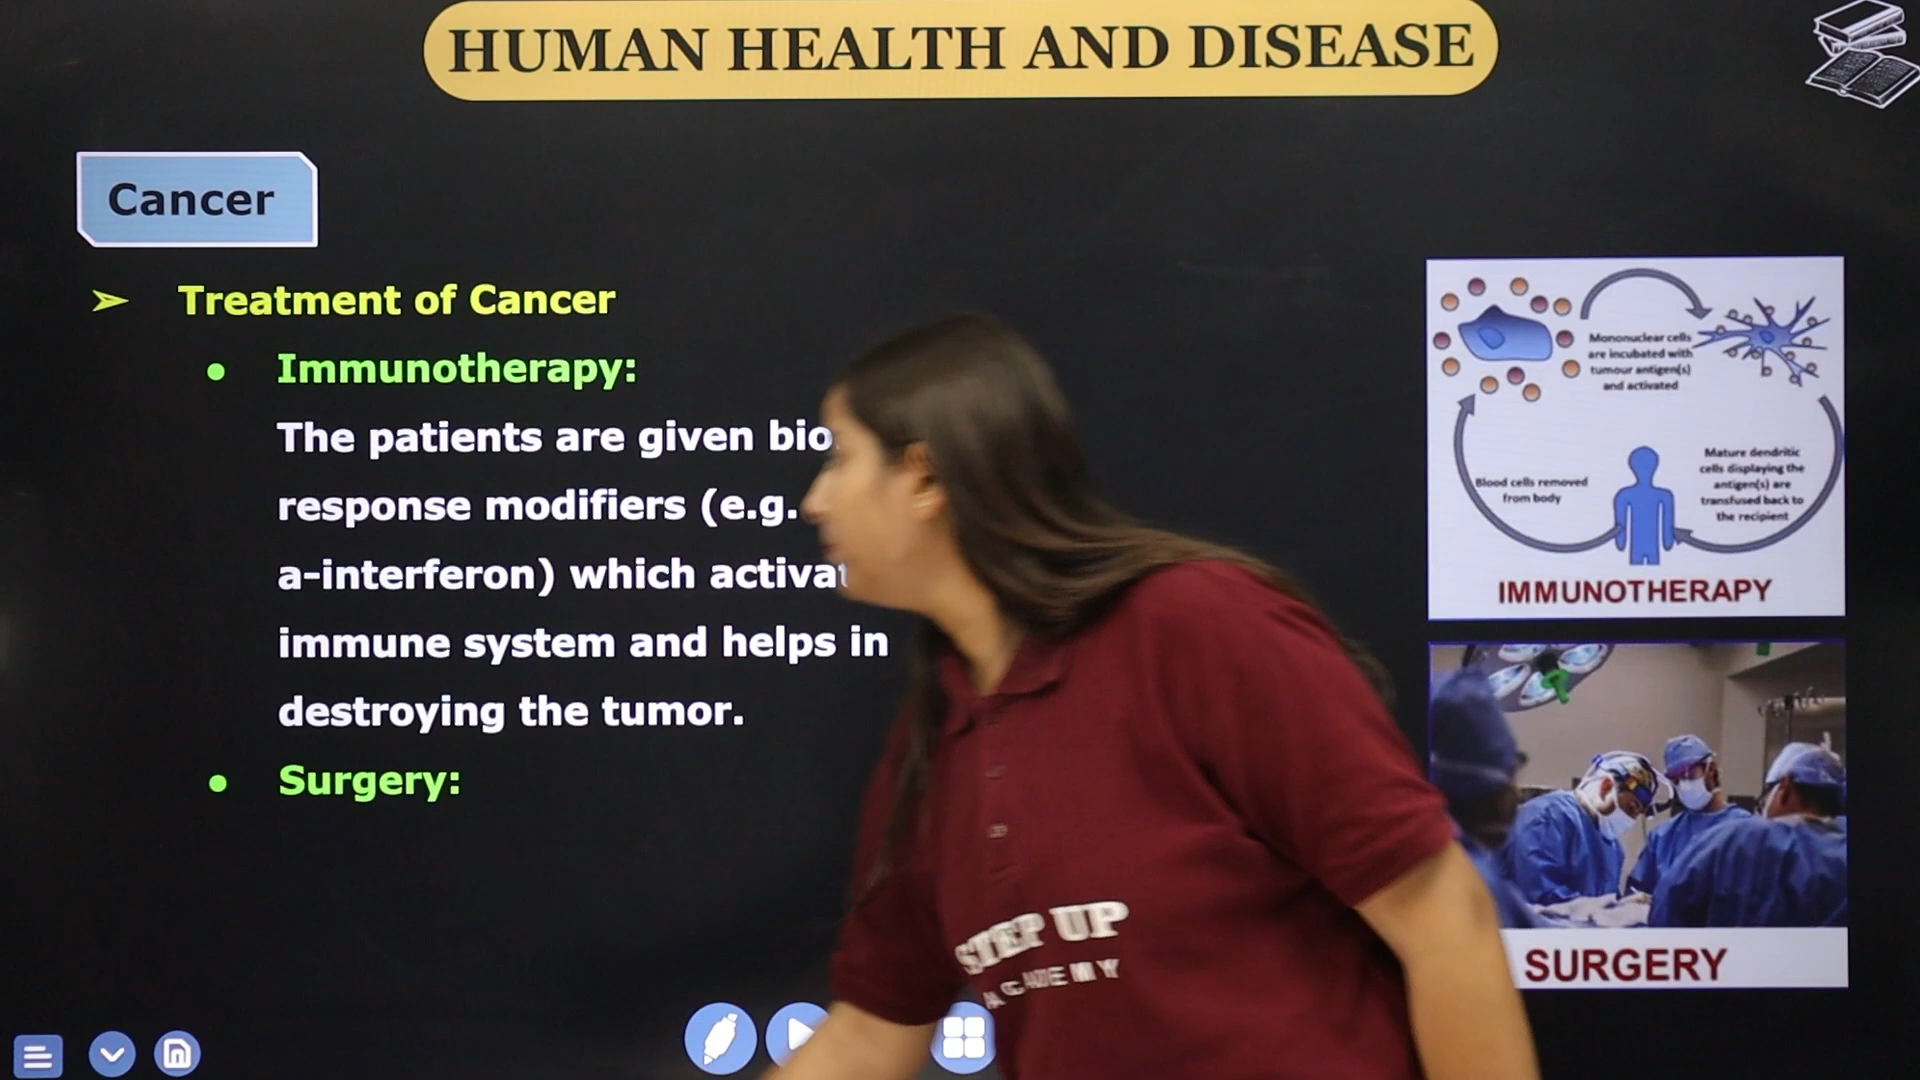 HUMAN HEALTH AND DISEASE
Cancer
➢ Treatment of Cancer
• Immunotherapy:
The patients are given
response modifiers (e.g.
a-interferon) which
immune system and helps in
destroying the tumor.
• Surgery:
Mononuclear cells
are incubated with
tumour antigen(s)
and activated
Mature dendritic
cells displaying the
antigen(s) are
transfused back to
the recipient
Blood cells removed
from body
IMMUNOTHERAPY
SURGERY
STEP UP
ACADEMY